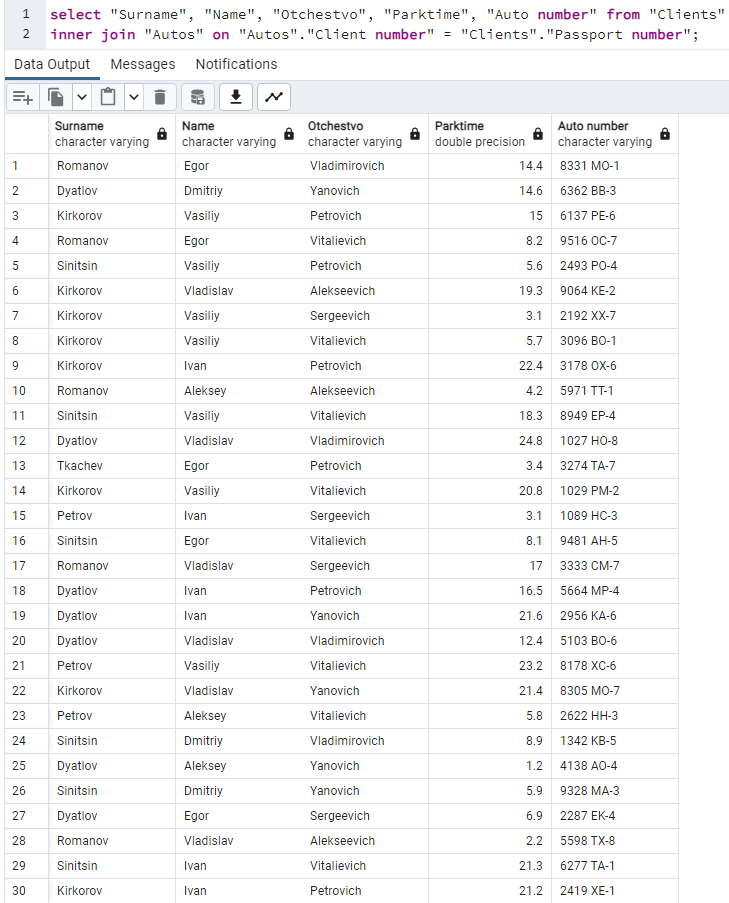 1 select "Surname", "Name", "Otchestvo", "Parktime", "Auto number" from "Clients"
2 inner join "Autos" on "Autos"."Client number" = "Clients"."Passport number";
Data Output Messages Notifications
Surname Name Otchestvo Parktime Auto number
character varying character varying character varying double precision character varying
1 Romanov Egor Vladimirovich 14.4 8331 MO-1
2 Dyatlov Dmitriy Yanovich 14.6 6362 BB-3
3 Kirkorov Vasiliy Petrovich 15 6137 PE-6
4 Romanov Egor Vitalievich 8.2 9516 OC-7
5 Sinitsin Vasiliy Petrovich 5.6 2493 PO-4
6 Kirkorov Vladislav Alekseevich 19.3 9064 KE-2
7 Kirkorov Vasiliy Sergeevich 3.1 2192 XX-7
8 Kirkorov Vasiliy Vitalievich 5.7 3096 BO-1
9 Kirkorov Ivan Petrovich 22.4 3178 OX-6
10 Romanov Aleksey Alekseevich 4.2 5971 TT-1
11 Sinitsin Vasiliy Vitalievich 18.3 8949 EP-4
12 Dyatlov Vladislav Vladimirovich 24.8 1027 HO-8
13 Tkachev Egor Petrovich 3.4 3274 TA-7
14 Kirkorov Vasiliy Vitalievich 20.8 1029 PM-2
15 Petrov Ivan Sergeevich 3.1 1089 HC-3
16 Sinitsin Egor Vitalievich 8.1 9481 AH-5
17 Romanov Vladislav Sergeevich 17 3333 CM-7
18 Dyatlov Ivan Petrovich 16.5 5664 MP-4
19 Dyatlov Ivan Yanovich 21.6 2956 KA-6
20 Dyatlov Vladislav Vladimirovich 12.4 5103 BO-6
21 Petrov Vasiliy Vitalievich 23.2 8178 XC-6
22 Kirkorov Vladislav Yanovich 21.4 8305 MO-7
23 Petrov Aleksey Vitalievich 5.8 2622 HH-3
24 Sinitsin Dmitriy Vladimirovich 8.9 1342 KB-5
25 Dyatlov Aleksey Yanovich 1.2 4138 AO-4
26 Sinitsin Dmitriy Yanovich 5.9 9328 MA-3
27 Dyatlov Egor Sergeevich 6.9 2287 EK-4
28 Romanov Vladislav Alekseevich 2.2 5598 TX-8
29 Sinitsin Ivan Vitalievich 21.3 6277 TA-1
30 Kirkorov Ivan Petrovich 21.2 2419 XE-1